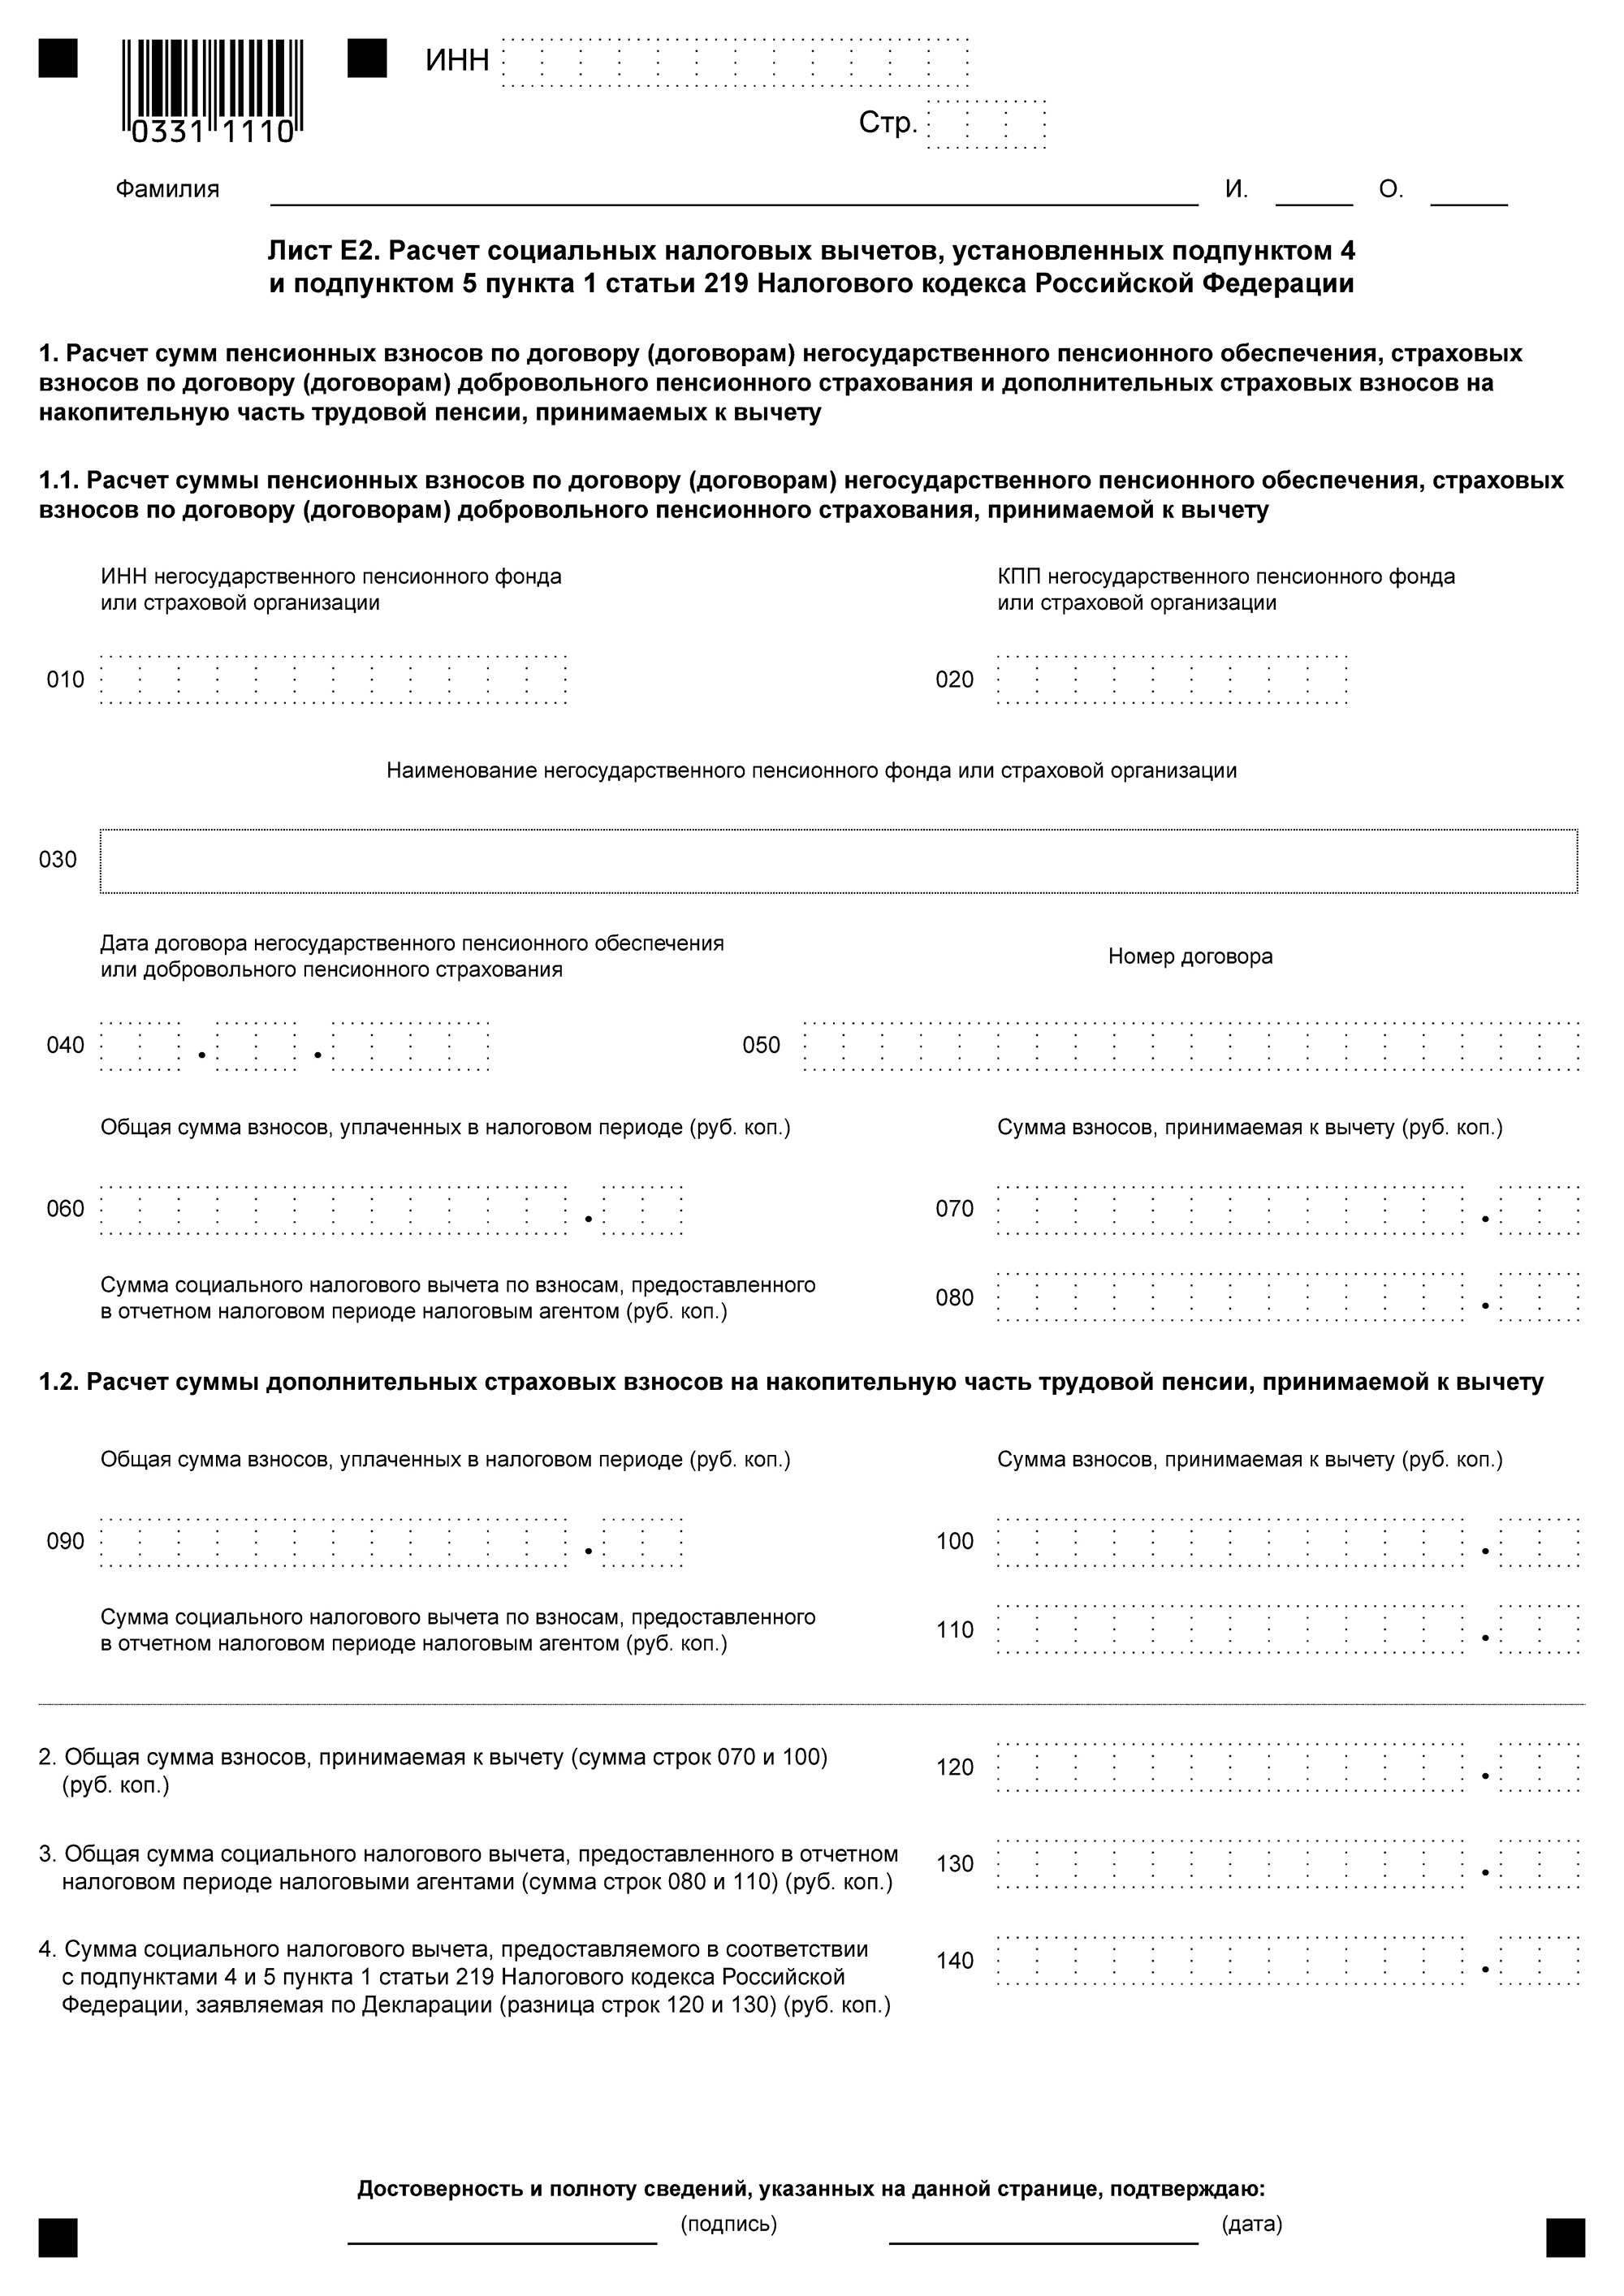 ИНН
0331 1110
Стр.
Фамилия И. О.
Лист Е2. Расчет социальных налоговых вычетов, установленных подпунктом 4
и подпунктом 5 пункта 1 статьи 219 Налогового кодекса Российской Федерации
1. Расчет сумм пенсионных взносов по договору (договорам) негосударственного пенсионного обеспечения, страховых
взносов по договору (договорам) добровольного пенсионного страхования и дополнительных страховых взносов на
накопительную часть трудовой пенсии, принимаемых к вычету
1.1. Расчет суммы пенсионных взносов по договору (договорам) негосударственного пенсионного обеспечения, страховых
взносов по договору (договорам) добровольного пенсионного страхования, принимаемой к вычету
ИНН негосударственного пенсионного фонда
или страховой организации
КПП негосударственного пенсионного фонда
или страховой организации
010
020
Наименование негосударственного пенсионного фонда или страховой организации
030
Дата договора негосударственного пенсионного обеспечения
или добровольного пенсионного страхования
Номер договора
040 . .
050
Общая сумма взносов, уплаченных в налоговом периоде (руб. коп.)
Сумма взносов, принимаемая к вычету (руб. коп.)
060 .
070 .
Сумма социального налогового вычета по взносам, предоставленного
в отчетном налоговом периоде налоговым агентом (руб. коп.)
080 .
1.2. Расчет суммы дополнительных страховых взносов на накопительную часть трудовой пенсии, принимаемой к вычету
Общая сумма взносов, уплаченных в налоговом периоде (руб. коп.)
Сумма взносов, принимаемая к вычету (руб. коп.)
090 .
100 .
Сумма социального налогового вычета по взносам, предоставленного
в отчетном налоговом периоде налоговым агентом (руб. коп.)
110 .
2. Общая сумма взносов, принимаемая к вычету (сумма строк 070 и 100)
(руб. коп.)
120 .
3. Общая сумма социального налогового вычета, предоставленного в отчетном
налоговом периоде налоговыми агентами (сумма строк 080 и 110) (руб. коп.)
130 .
4. Сумма социального налогового вычета, предоставляемого в соответствии
с подпунктами 4 и 5 пункта 1 статьи 219 Налогового кодекса Российской
Федерации, заявляемая по Декларации (разница строк 120 и 130) (руб. коп.)
140 .
Достоверность и полноту сведений, указанных на данной странице, подтверждаю:
(подпись) (дата)